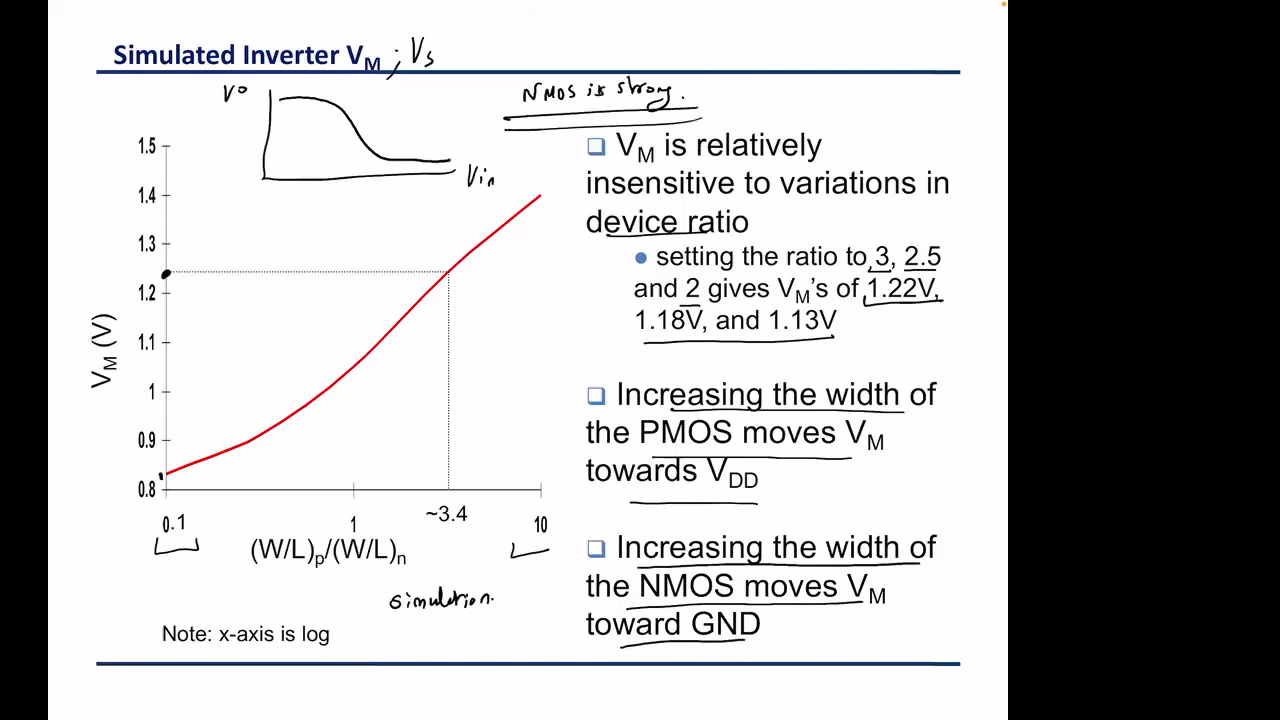 Simulated Inverter VM ; Vs
NMOS is strong.
Vo
Vin
1.5
1.4
1.3
1.2
1.1
1
0.9
0.8
VM (V)
0.1
1
~3.4
10
(W/L)p/(W/L)n
simulation.
Note: x-axis is log
❑ VM is relatively
insensitive to variations in
device ratio
• setting the ratio to 3, 2.5
and 2 gives VM’s of 1.22V,
1.18V, and 1.13V
❑ Increasing the width of
the PMOS moves VM
towards VDD
❑ Increasing the width of
the NMOS moves VM
toward GND